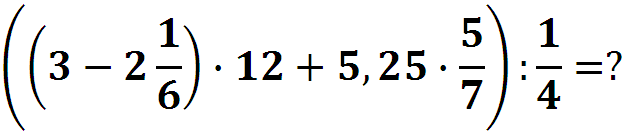 ((3 − 2 1/6) · 12 + 5,25 · 5/7) : 1/4 =?